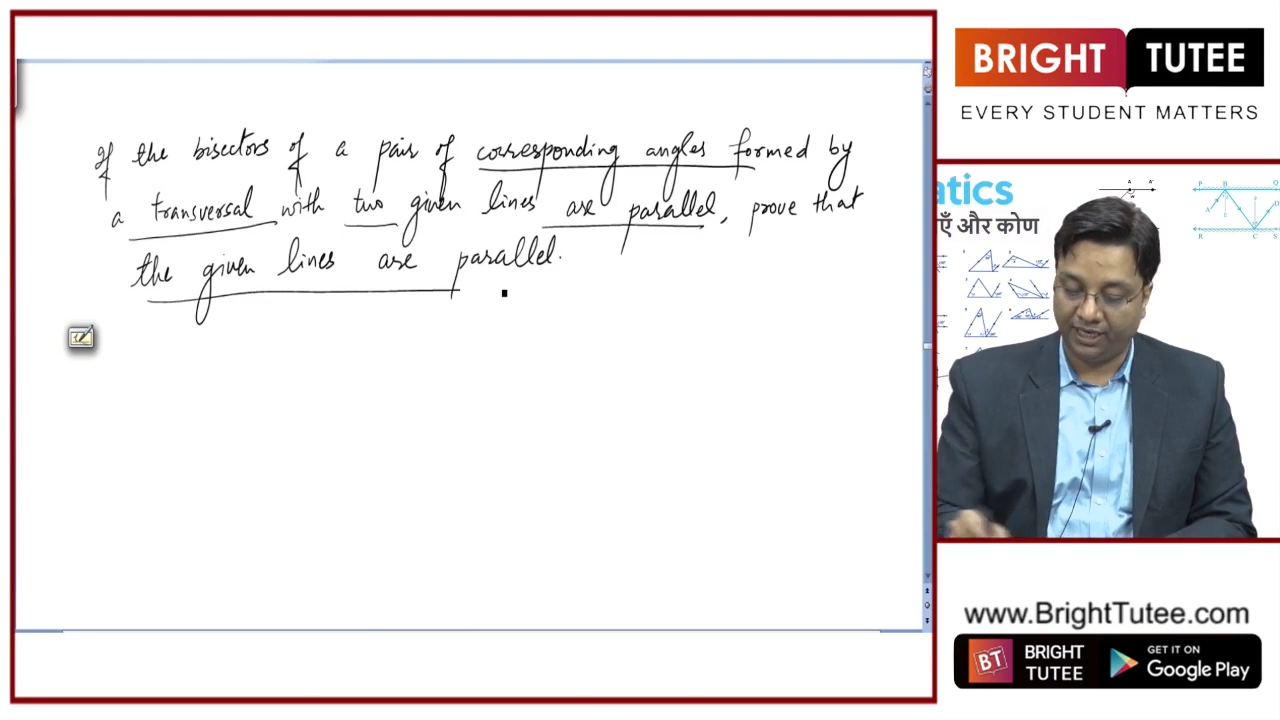 BRIGHT TUTEE
EVERY STUDENT MATTERS
If the bisectors of a pair of corresponding angles formed by
a transversal with two given lines are parallel, prove that
the given lines are parallel.
atics
एँ और कोण
www.BrightTutee.com
BT
BRIGHT
TUTEE
GET IT ON
Google Play